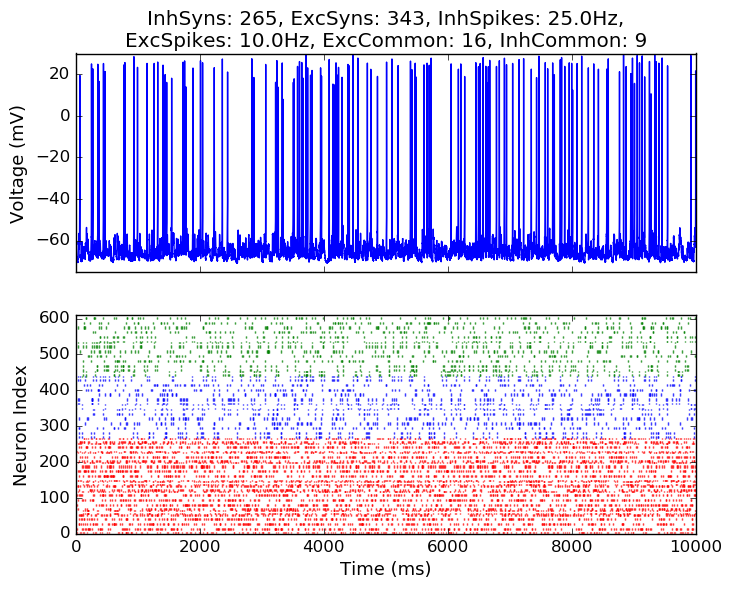 InhSyns: 265, ExcSyns: 343, InhSpikes: 25.0Hz,
ExcSpikes: 10.0Hz, ExcCommon: 16, InhCommon: 9
20
0
−20
−40
−60
Voltage (mV)
600
500
400
300
200
100
0
Neuron Index
0 2000 4000 6000 8000 10000
Time (ms)